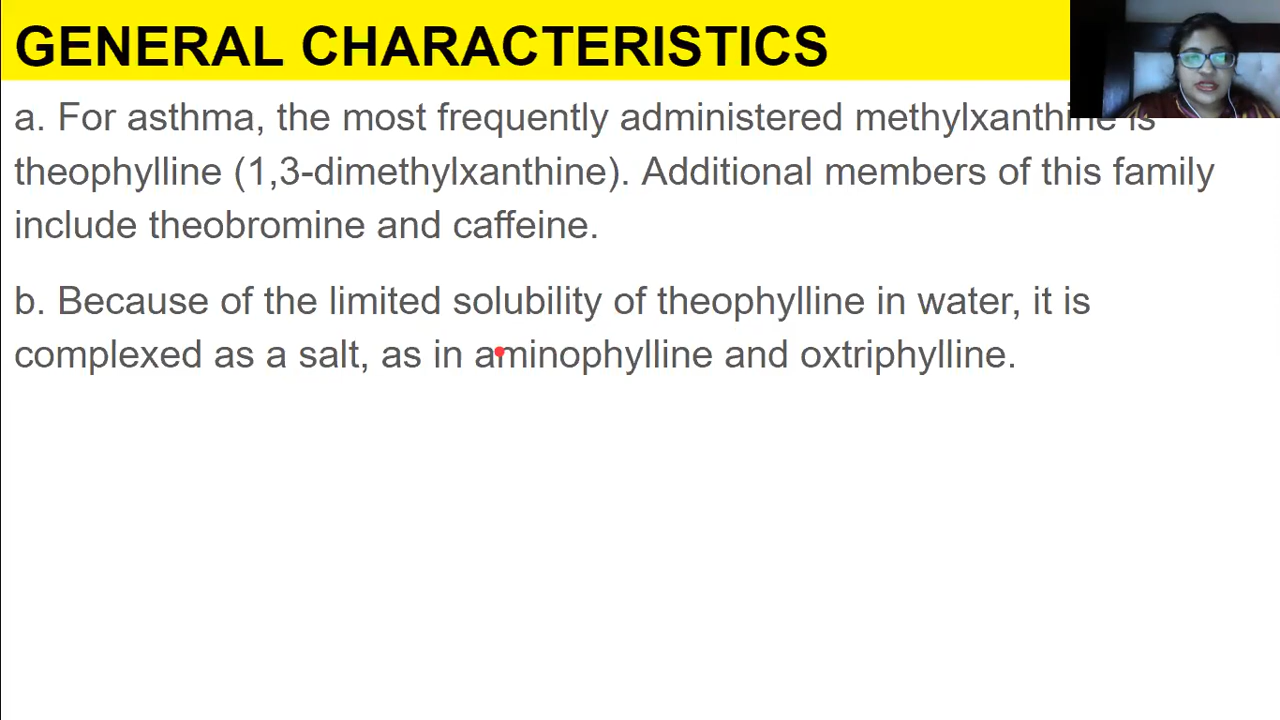 GENERAL CHARACTERISTICS
a. For asthma, the most frequently administered methylxanthine is
theophylline (1,3-dimethylxanthine). Additional members of this family
include theobromine and caffeine.
b. Because of the limited solubility of theophylline in water, it is
complexed as a salt, as in aminophylline and oxtriphylline.